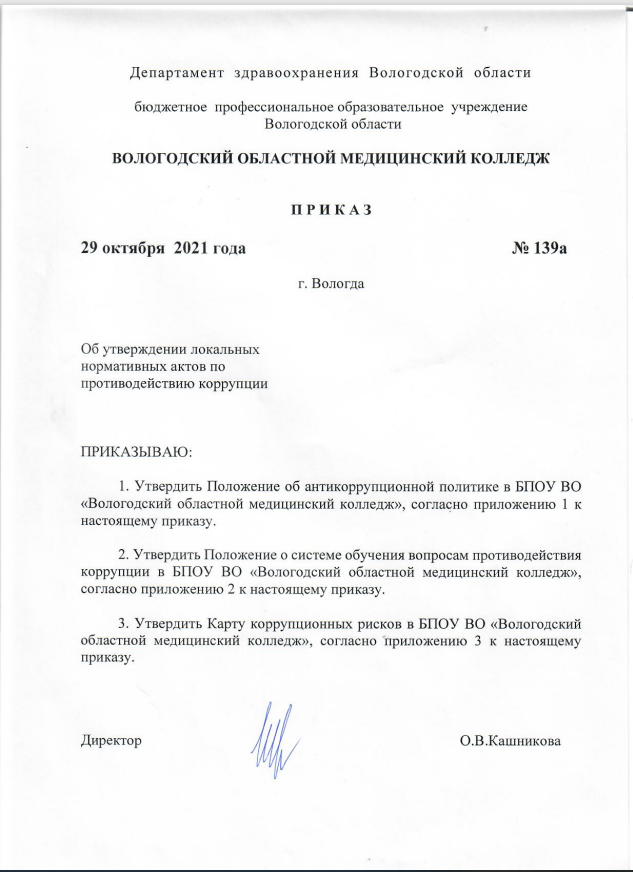 Департамент здравоохранения Вологодской области
бюджетное профессиональное образовательное учреждение
Вологодской области
ВОЛОГОДСКИЙ ОБЛАСТНОЙ МЕДИЦИНСКИЙ КОЛЛЕДЖ
П Р И К А З
29 октября 2021 года № 139а
г. Вологда
Об утверждении локальных
нормативных актов по
противодействию коррупции
ПРИКАЗЫВАЮ:
1. Утвердить Положение об антикоррупционной политике в БПОУ ВО
«Вологодский областной медицинский колледж», согласно приложению 1 к
настоящему приказу.
2. Утвердить Положение о системе обучения вопросам противодействия
коррупции в БПОУ ВО «Вологодский областной медицинский колледж»,
согласно приложению 2 к настоящему приказу.
3. Утвердить Карту коррупционных рисков в БПОУ ВО «Вологодский
областной медицинский колледж», согласно приложению 3 к настоящему
приказу.
Директор О.В.Кашникова